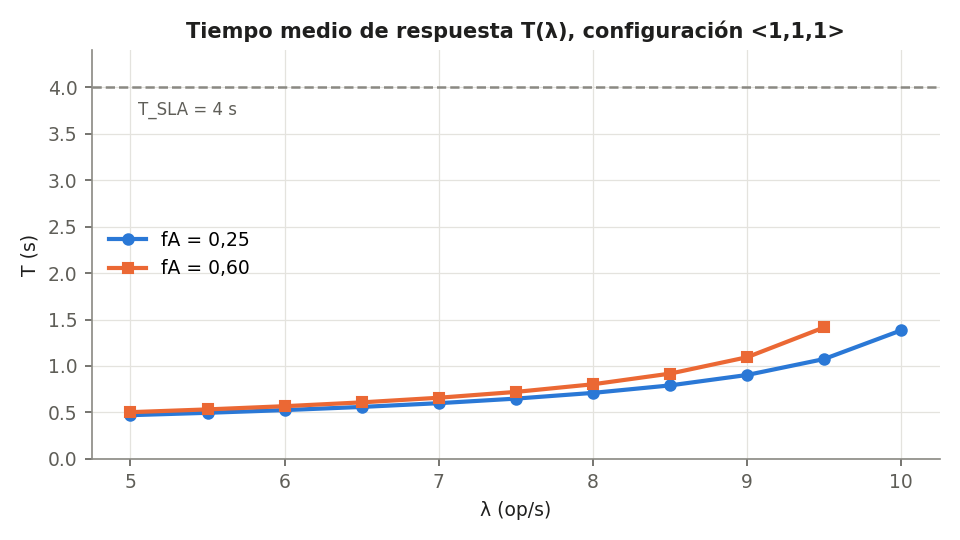 Tiempo medio de respuesta T(λ), configuración <1,1,1>
T (s)
4.0
3.5
3.0
2.5
2.0
1.5
1.0
0.5
0.0
T_SLA = 4 s
fA = 0,25
fA = 0,60
5 6 7 8 9 10
λ (op/s)